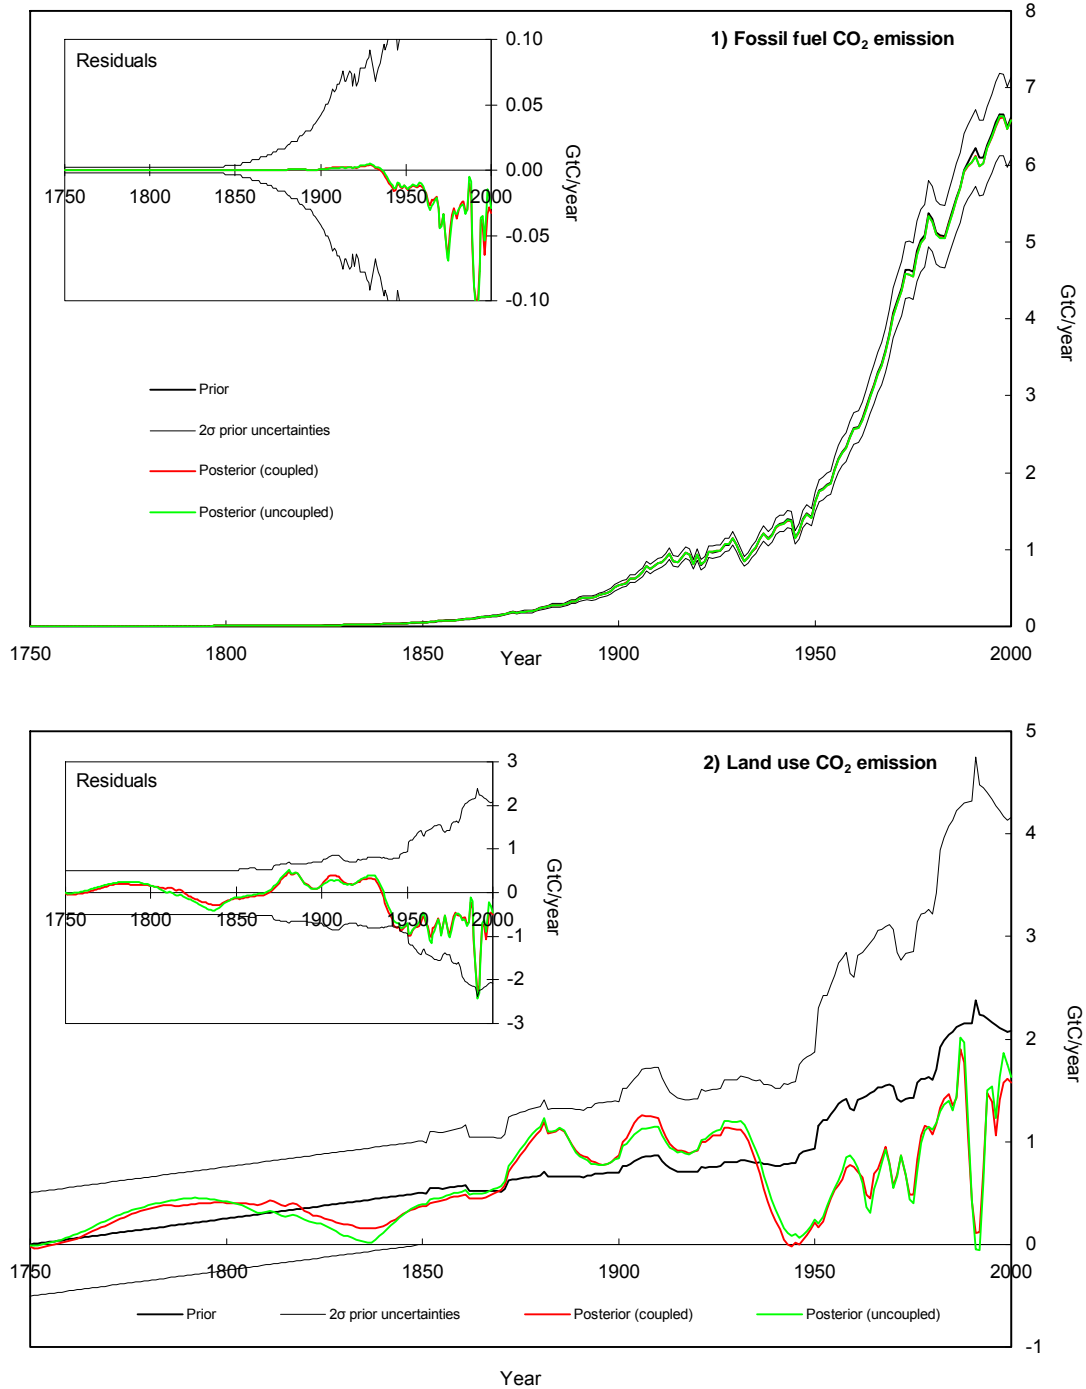 8
1) Fossil fuel CO2 emission
0.10
Residuals
7
0.05
GtC/year
0.00
1750 1800 1850 1900 1950 2000
6
-0.05
-0.10
5
GtC/year
4
Prior
2σ prior uncertainties
3
Posterior (coupled)
Posterior (uncoupled)
2
1
0
1750 1800 1850 1900 1950 2000
Year
5
2) Land use CO2 emission
3
Residuals
2
4
1
GtC/year
0
1750 1800 1850 1900 1950 2000
-1
3
-2
-3
GtC/year
2
1
0
1750 1800 1850 1900 1950 2000
Prior 2σ prior uncertainties Posterior (coupled) Posterior (uncoupled)
-1
Year